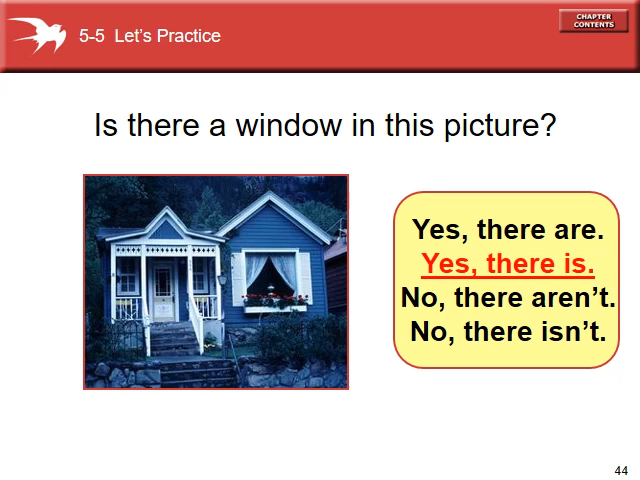 5-5 Let's Practice
CHAPTER
CONTENTS
Is there a window in this picture?
Yes, there are.
Yes, there is.
No, there aren't.
No, there isn't.
44